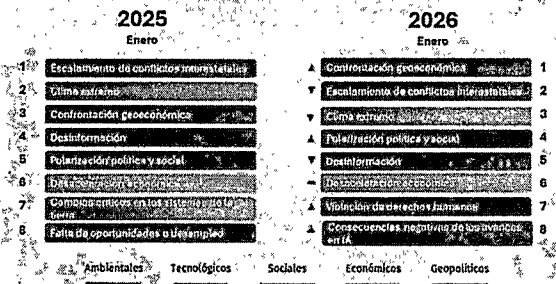 2025
Enero
1 Escalamiento de conflictos interestatales
2 Clima extremo
3 Confrontación geoeconómica
4 Desinformación
5 Polarización política y social
6 Desaceleración económica
7 Cambios críticos en los sistemas de la
tierra
8 Falta de oportunidades o desempleo
2026
Enero
▲ Confrontación geoeconómica 1
▼ Escalamiento de conflictos interestatales 2
▼ Clima extremo 3
▲ Polarización política y social 4
▼ Desinformación 5
Desaceleración económica 6
▲ Violación de derechos humanos 7
▲ Consecuencias negativas de los avances
en IA 8
Ambientales Tecnológicos Sociales Económicos Geopolíticos